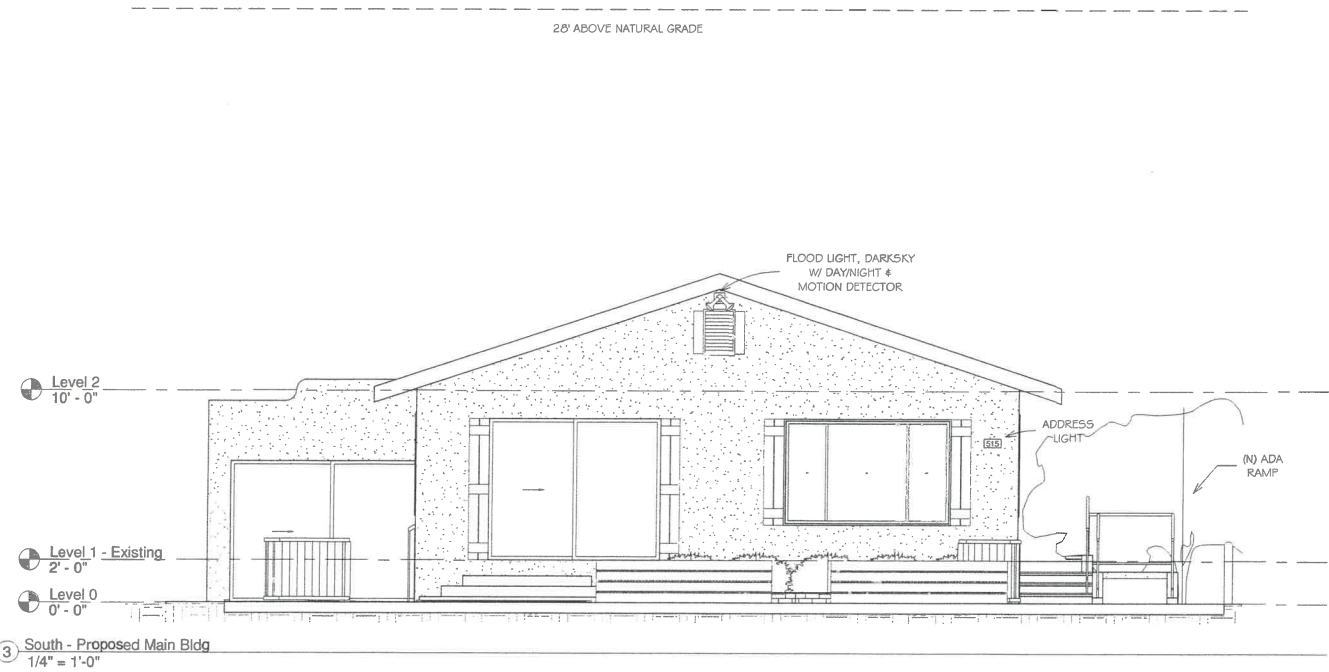 28' ABOVE NATURAL GRADE
FLOOD LIGHT, DARKSKY
W/ DAY/NIGHT &
MOTION DETECTOR
Level 2
10' - 0"
ADDRESS
LIGHT
515
(N) ADA
RAMP
Level 1 - Existing
2' - 0"
Level 0
0' - 0"
3
South - Proposed Main Bldg
1/4" = 1'-0"